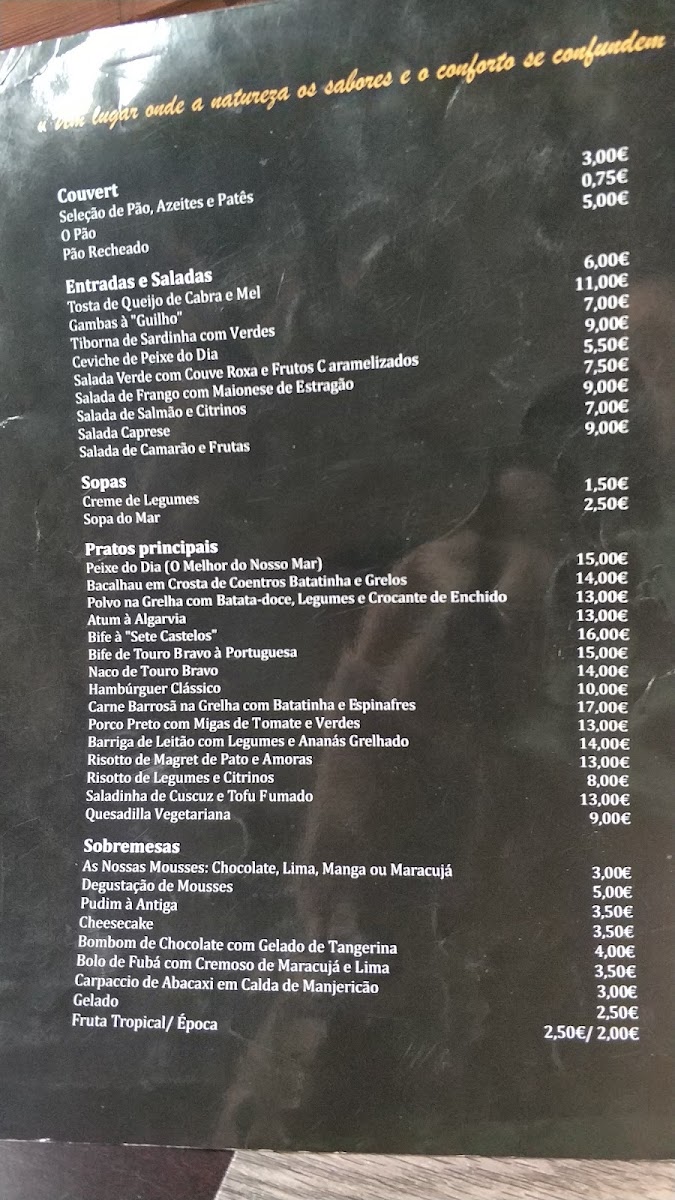 « Um lugar onde a natureza os sabores e o conforto se confundem
Couvert
Seleção de Pão, Azeites e Patês 3,00€
O Pão 0,75€
Pão Recheado 5,00€
Entradas e Saladas
Tosta de Queijo de Cabra e Mel 6,00€
Gambas à "Guilho" 11,00€
Tiborna de Sardinha com Verdes 7,00€
Ceviche de Peixe do Dia 9,00€
Salada Verde com Couve Roxa e Frutos C aramelizados 5,50€
Salada de Frango com Maionese de Estragão 7,50€
Salada de Salmão e Citrinos 9,00€
Salada Caprese 7,00€
Salada de Camarão e Frutas 9,00€
Sopas
Creme de Legumes 1,50€
Sopa do Mar 2,50€
Pratos principais
Peixe do Dia (O Melhor do Nosso Mar) 15,00€
Bacalhau em Crosta de Coentros Batatinha e Grelos 14,00€
Polvo na Grelha com Batata-doce, Legumes e Crocante de Enchido 13,00€
Atum à Algarvia 13,00€
Bife à "Sete Castelos" 16,00€
Bife de Touro Bravo à Portuguesa 15,00€
Naco de Touro Bravo 14,00€
Hambúrguer Clássico 10,00€
Carne Barrosã na Grelha com Batatinha e Espinafres 17,00€
Porco Preto com Migas de Tomate e Verdes 13,00€
Barriga de Leitão com Legumes e Ananás Grelhado 14,00€
Risotto de Magret de Pato e Amoras 13,00€
Risotto de Legumes e Citrinos 8,00€
Saladinha de Cuscuz e Tofu Fumado 13,00€
Quesadilla Vegetariana 9,00€
Sobremesas
As Nossas Mousses: Chocolate, Lima, Manga ou Maracujá 3,00€
Degustação de Mousses 5,00€
Pudim à Antiga 3,50€
Cheesecake 3,50€
Bombom de Chocolate com Gelado de Tangerina 4,00€
Bolo de Fubá com Cremoso de Maracujá e Lima 3,50€
Carpaccio de Abacaxi em Calda de Manjericão 3,00€
Gelado 2,50€
Fruta Tropical/ Época 2,50€/ 2,00€